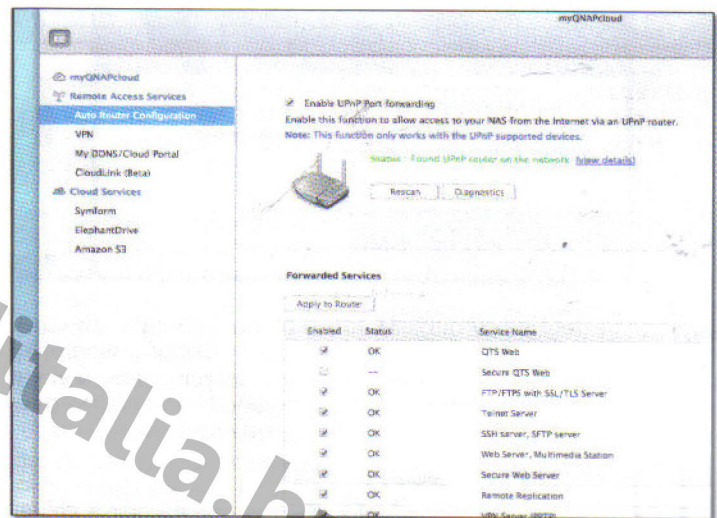 myQNAPcloud
myQNAPcloud
Remote Access Services
Auto Router Configuration
VPN
My DDNS/Cloud Portal
CloudLink (Beta)
Cloud Services
Symform
ElephantDrive
Amazon S3
Enable UPnP Port forwarding
Enable this function to allow access to your NAS from the Internet via an UPnP router.
Note: This function only works with the UPnP supported devices.
Found UPnP router on the network (view details)
Rescan Diagnostics
Forwarded Services
Apply to Router
Enabled Status Service Name
OK QTS Web
-- Secure QTS Web
OK FTP/FTPS with SSL/TLS Server
OK Telnet Server
OK SSH server, SFTP server
OK Web Server, Multimedia Station
OK Secure Web Server
OK Remote Replication
OK VPN Server (PPTP)
italia.b